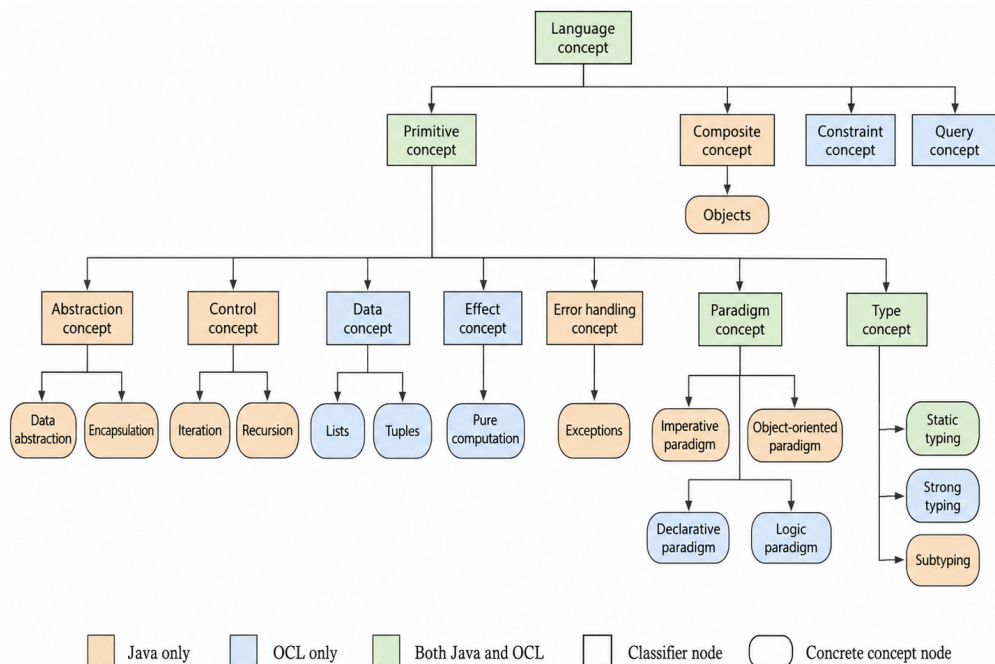 Language
concept
Primitive
concept
Composite
concept
Constraint
concept
Query
concept
Objects
Abstraction
concept
Control
concept
Data
concept
Effect
concept
Error handling
concept
Paradigm
concept
Type
concept
Data
abstraction
Encapsulation
Iteration
Recursion
Lists
Tuples
Pure
computation
Exceptions
Imperative
paradigm
Object-oriented
paradigm
Static
typing
Declarative
paradigm
Logic
paradigm
Strong
typing
Subtyping
Java only
OCL only
Both Java and OCL
Classifier node
Concrete concept node